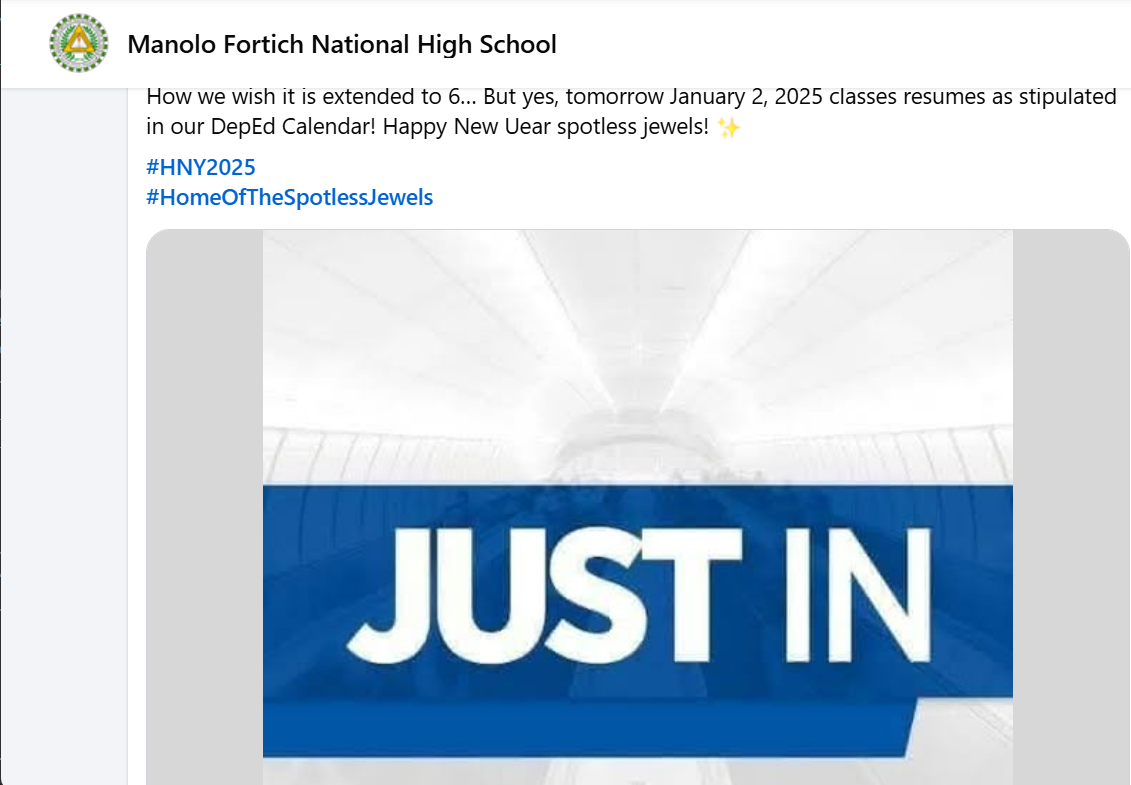 Manolo Fortich National High School
How we wish it is extended to 6... But yes, tomorrow January 2, 2025 classes resumes as stipulated
in our DepEd Calendar! Happy New Uear spotless jewels! ✨
#HNY2025
#HomeOfTheSpotlessJewels
JUST IN